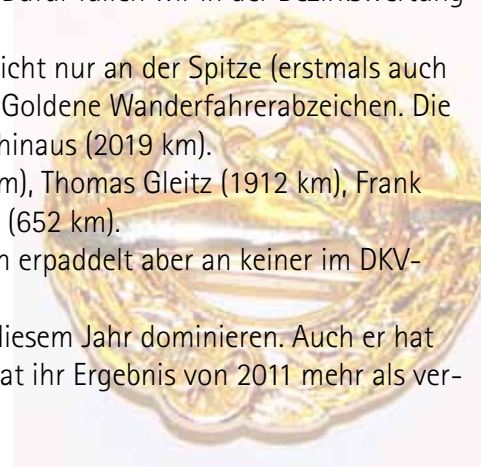 Dafür fallen wir in der Bezirkswertung
icht nur an der Spitze (erstmals auch
Goldene Wanderfahrerabzeichen. Die
hinaus (2019 km).
m), Thomas Gleitz (1912 km), Frank
(652 km).
n erpaddelt aber an keiner im DKV-
diesem Jahr dominieren. Auch er hat
at ihr Ergebnis von 2011 mehr als ver-